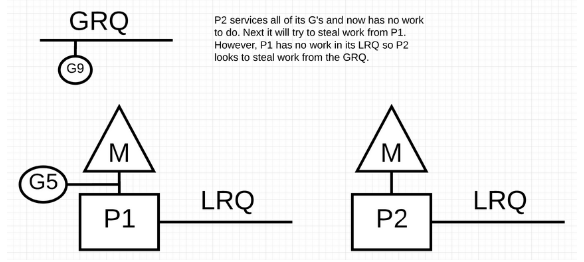 GRQ
G9
P2 services all of its G's and now has no work
to do. Next it will try to steal work from P1.
However, P1 has no work in its LRQ so P2
looks to steal work from the GRQ.
M
M
G5
P1
LRQ
P2
LRQ